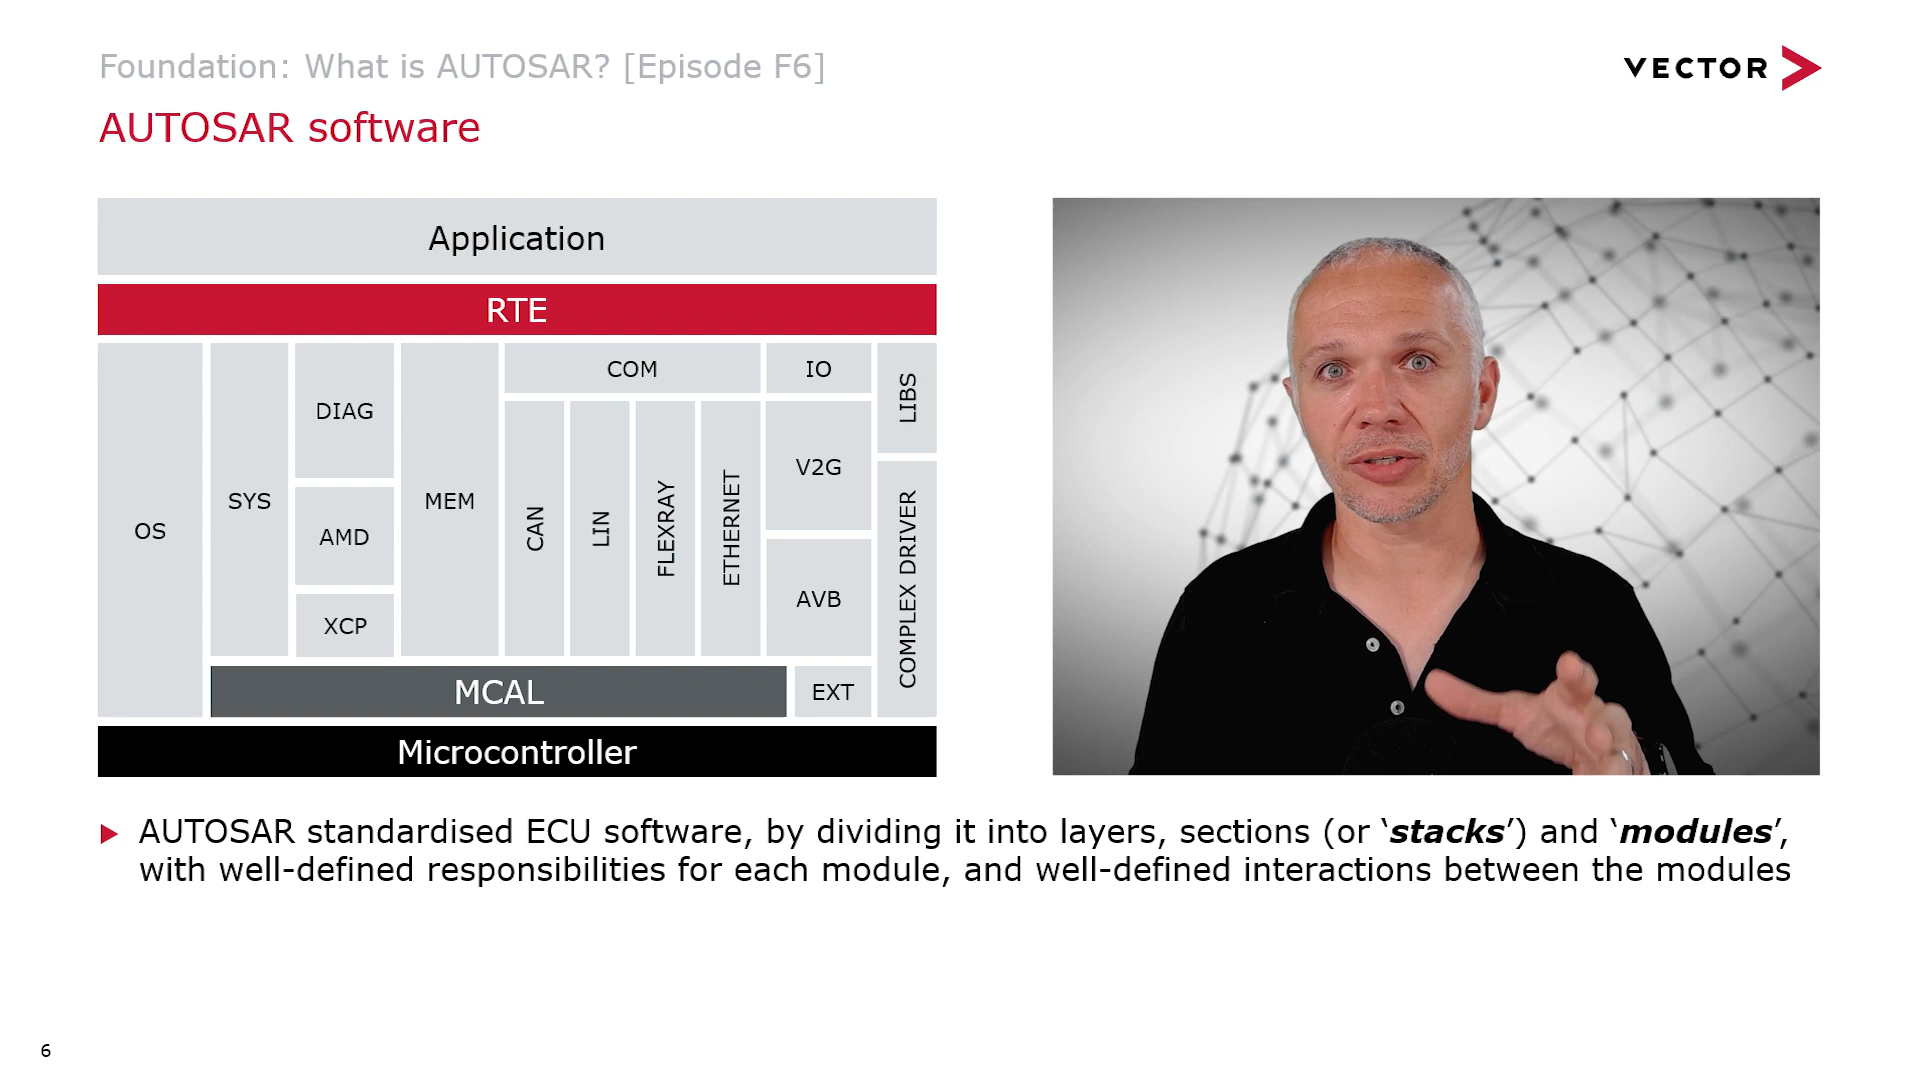 Foundation: What is AUTOSAR? [Episode F6]
VECTOR
AUTOSAR software
Application
RTE
OS
SYS
DIAG
AMD
XCP
MEM
COM
CAN
LIN
FLEXRAY
ETHERNET
IO
V2G
AVB
LIBS
COMPLEX DRIVER
MCAL
EXT
Microcontroller
AUTOSAR standardised ECU software, by dividing it into layers, sections (or ‘stacks’) and ‘modules’,
with well-defined responsibilities for each module, and well-defined interactions between the modules
6